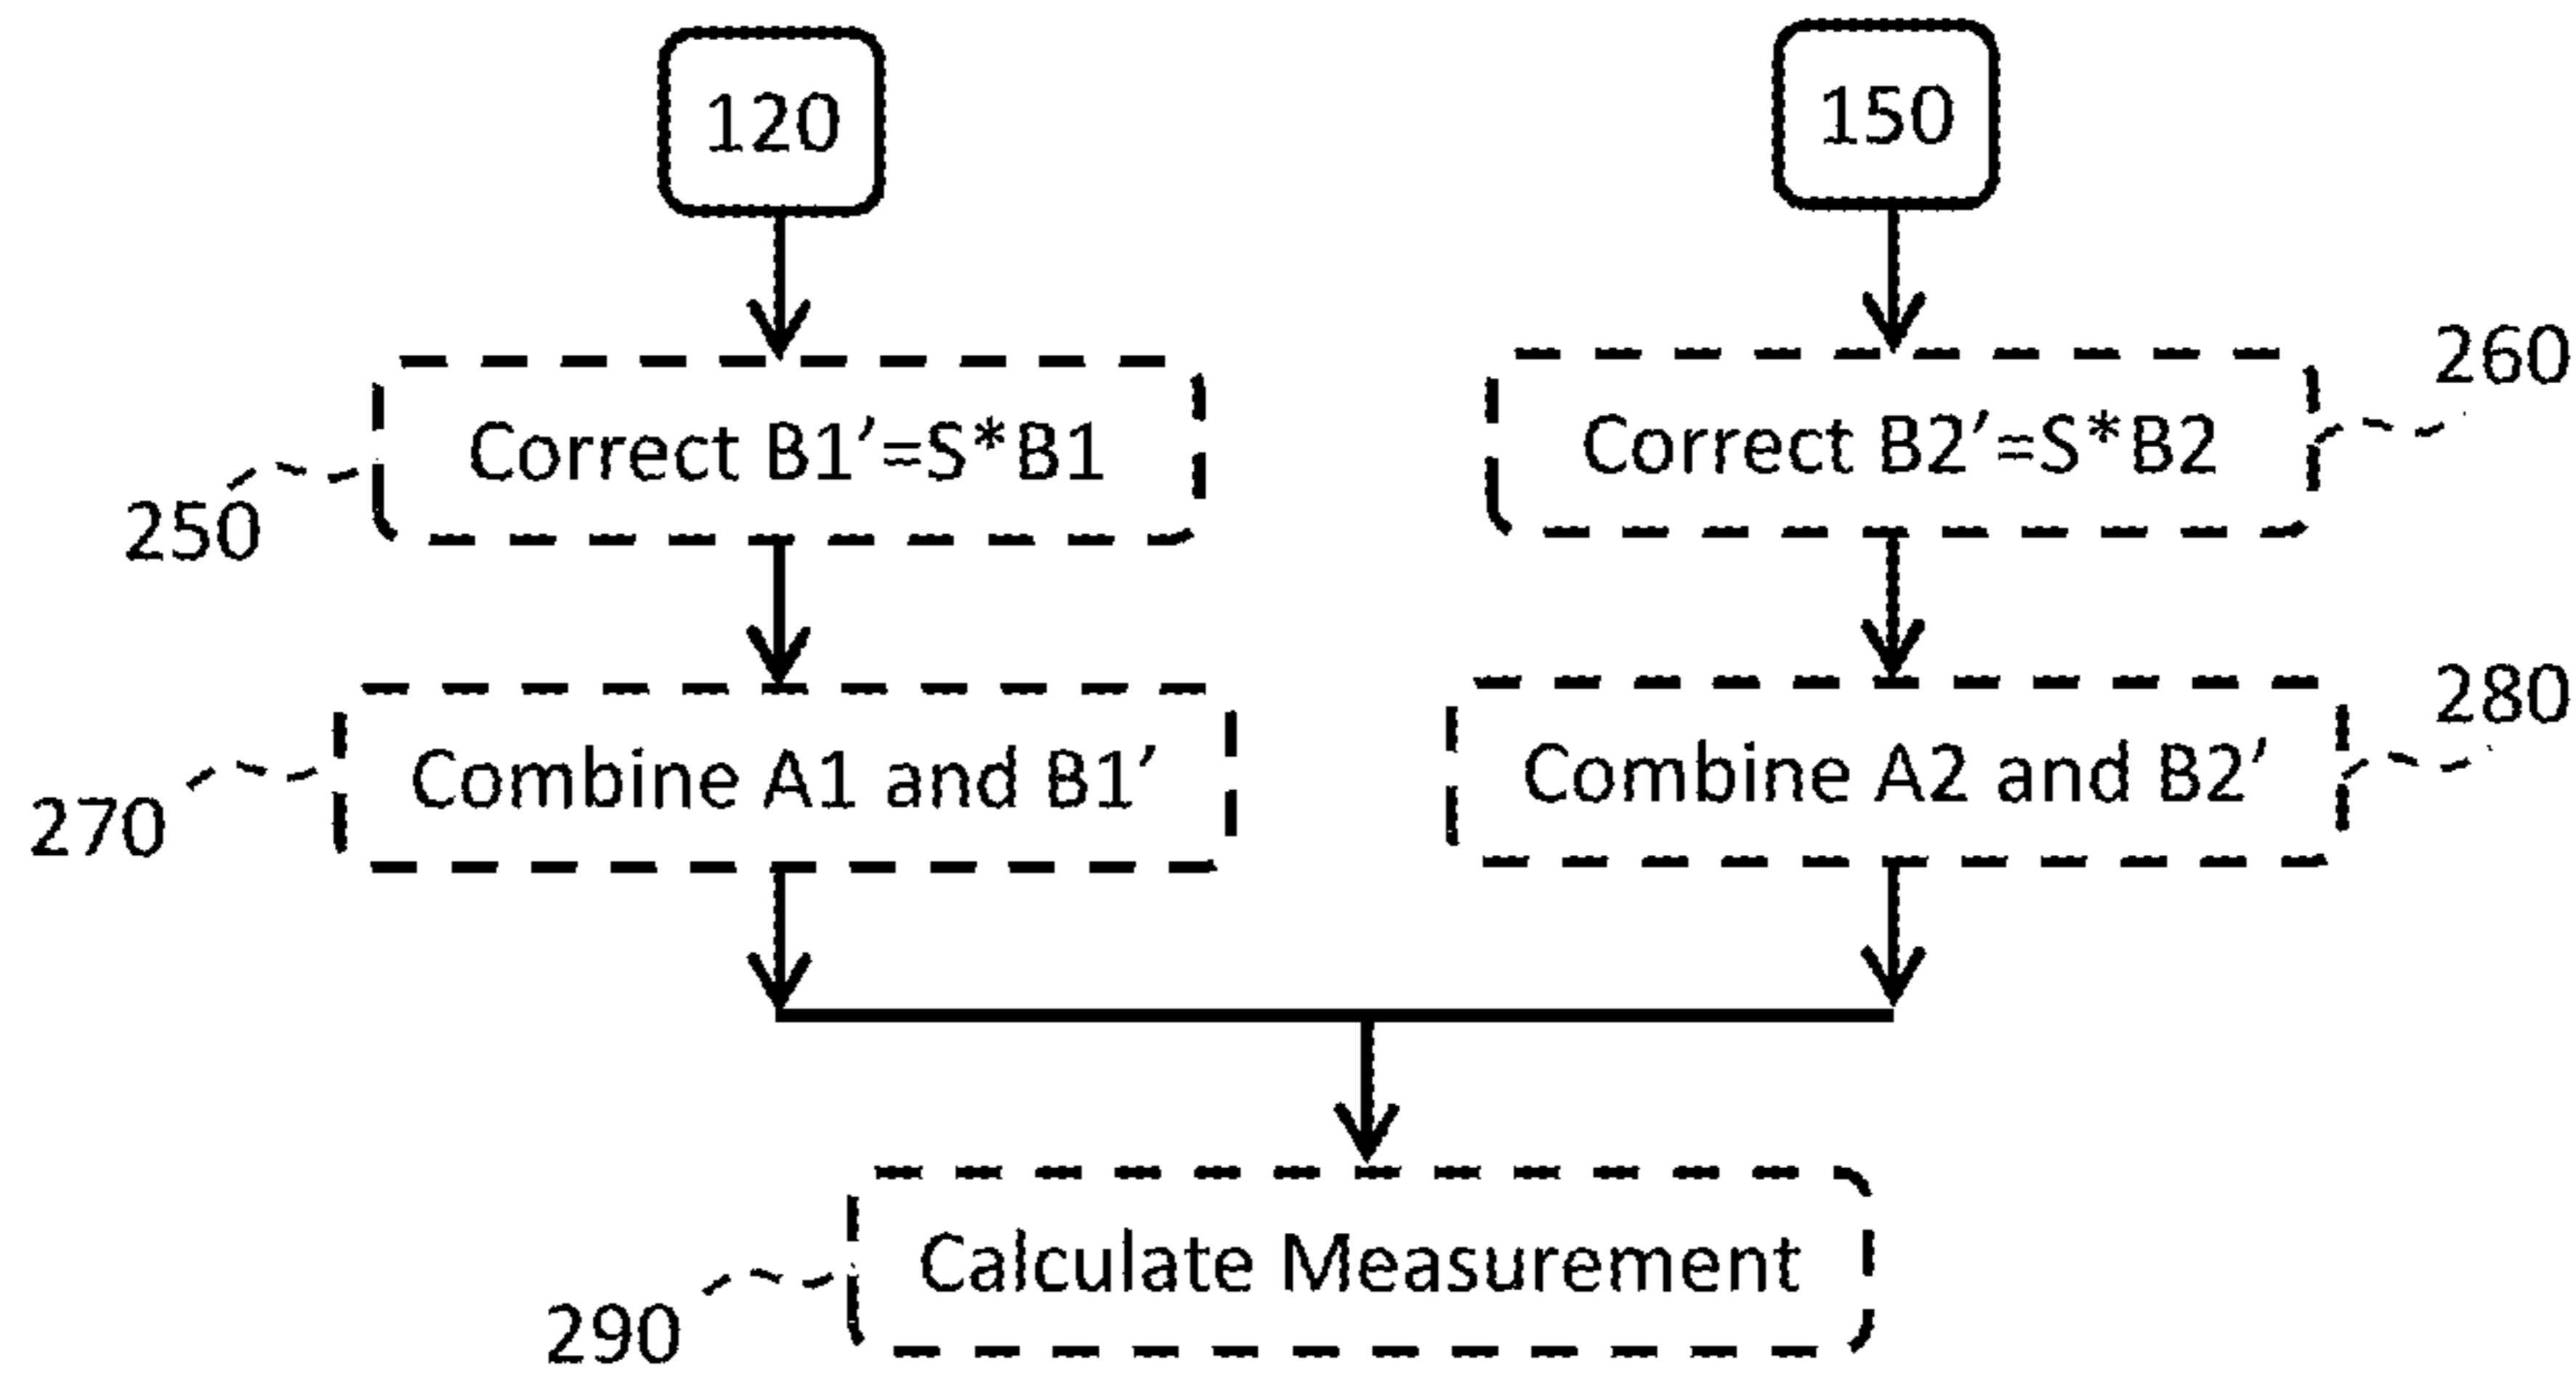 120
150
Correct B1’=S*B1
250
Correct B2’=S*B2
260
Combine A1 and B1’
270
Combine A2 and B2’
280
Calculate Measurement
290